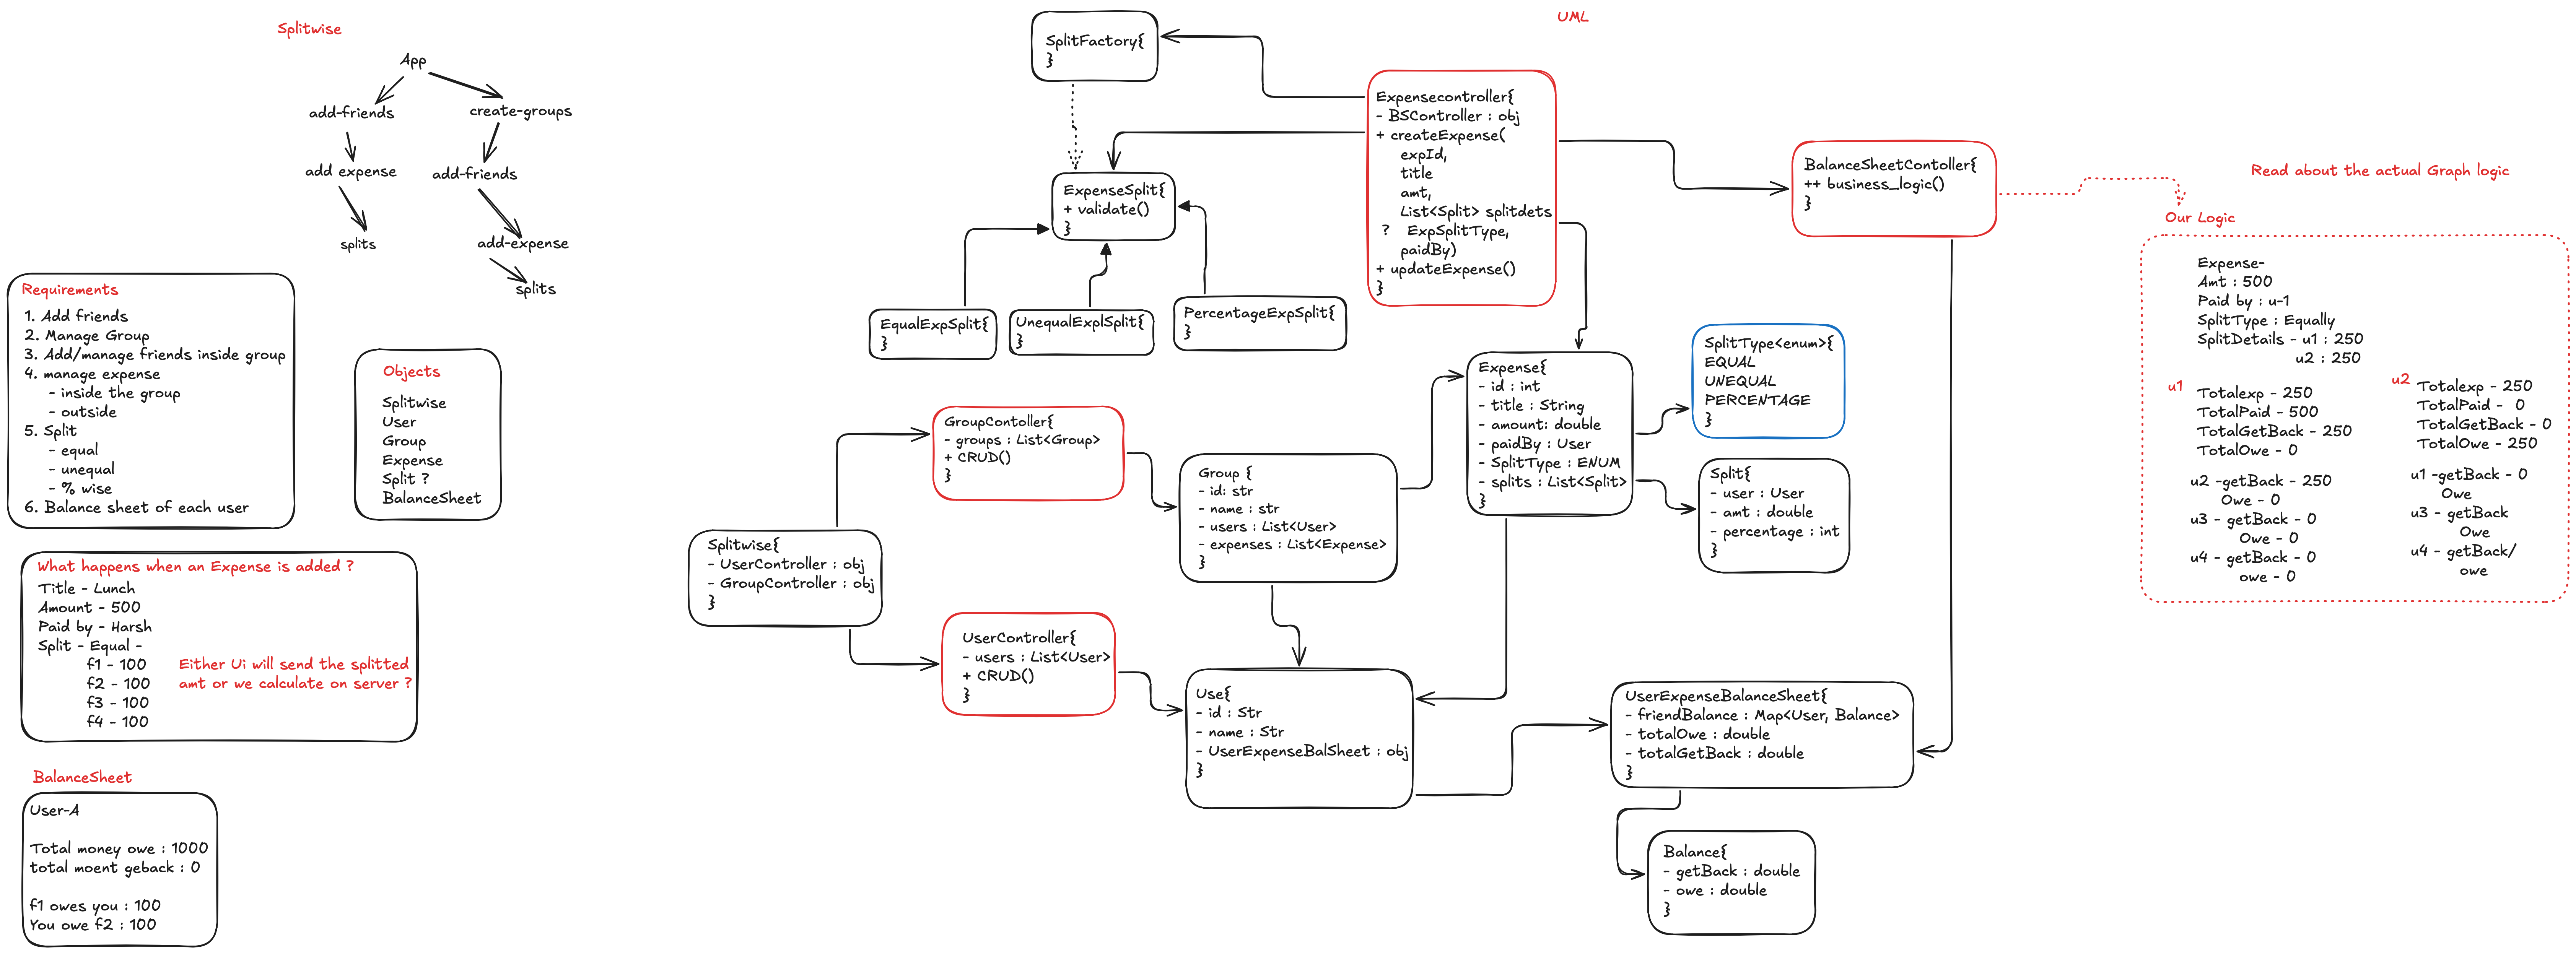 Splitwise
App
add-friends
create-groups
add expense
add-friends
splits
add-expense
splits
Requirements
1. Add friends
2. Manage Group
3. Add/manage friends inside group
4. manage expense
- inside the group
- outside
5. Split
- equal
- unequal
- % wise
6. Balance sheet of each user
Objects
Splitwise
User
Group
Expense
Split ?
BalanceSheet
What happens when an Expense is added ?
Title - Lunch
Amount - 500
Paid by - Harsh
Split - Equal -
f1 - 100
f2 - 100
f3 - 100
f4 - 100
Either Ui will send the splitted
amt or we calculate on server ?
BalanceSheet
User-A
Total money owe : 1000
total moent geback : 0
f1 owes you : 100
You owe f2 : 100
UML
SplitFactory{
}
Expensecontroller{
- BSController : obj
+ createExpense(
expId,
title
amt,
List<Split> splitdets
? ExpSplitType,
paidBy)
+ updateExpense()
}
ExpenseSplit{
+ validate()
}
EqualExpSplit{
}
UnequalExplSplit{
}
PercentageExpSplit{
}
BalanceSheetContoller{
++ business_logic()
}
GroupContoller{
- groups : List<Group>
+ CRUD()
}
Group {
- id: str
- name : str
- users : List<User>
- expenses : List<Expense>
}
Expense{
- id : int
- title : String
- amount: double
- paidBy : User
- SplitType : ENUM
- splits : List<Split>
}
SplitType<enum>{
EQUAL
UNEQUAL
PERCENTAGE
}
Split{
- user : User
- amt : double
- percentage : int
}
Splitwise{
- UserController : obj
- GroupController : obj
}
UserController{
- users : List<User>
+ CRUD()
}
Use{
- id : Str
- name : Str
- UserExpenseBalSheet : obj
}
UserExpenseBalanceSheet{
- friendBalance : Map<User, Balance>
- totalOwe : double
- totalGetBack : double
}
Balance{
- getBack : double
- owe : double
}
Read about the actual Graph logic
Our Logic
Expense-
Amt : 500
Paid by : u-1
SplitType : Equally
SplitDetails - u1 : 250
u2 : 250
u1
Totalexp - 250
TotalPaid - 500
TotalGetBack - 250
TotalOwe - 0
u2 -getBack - 250
Owe - 0
u3 - getBack - 0
Owe - 0
u4 - getBack - 0
owe - 0
u2
Totalexp - 250
TotalPaid - 0
TotalGetBack - 0
TotalOwe - 250
u1 -getBack - 0
Owe
u3 - getBack
Owe
u4 - getBack/
owe